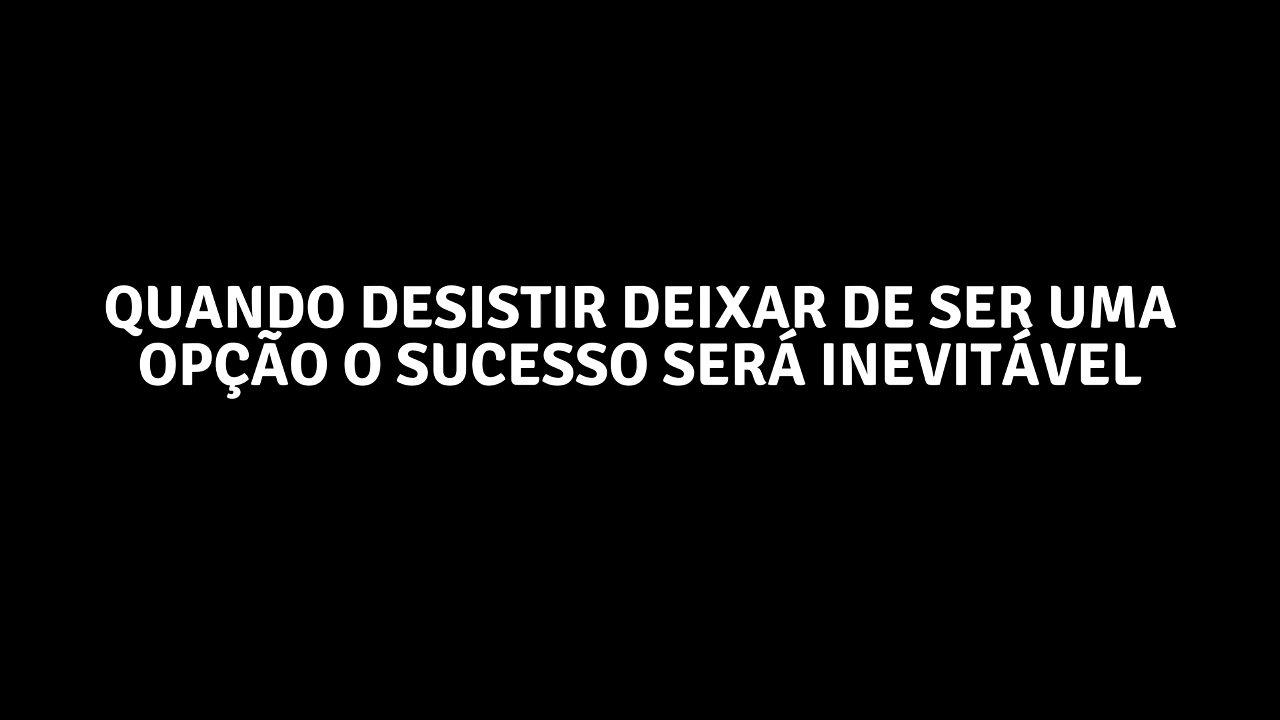 QUANDO DESISTIR DEIXAR DE SER UMA
OPÇÃO O SUCESSO SERÁ INEVITÁVEL